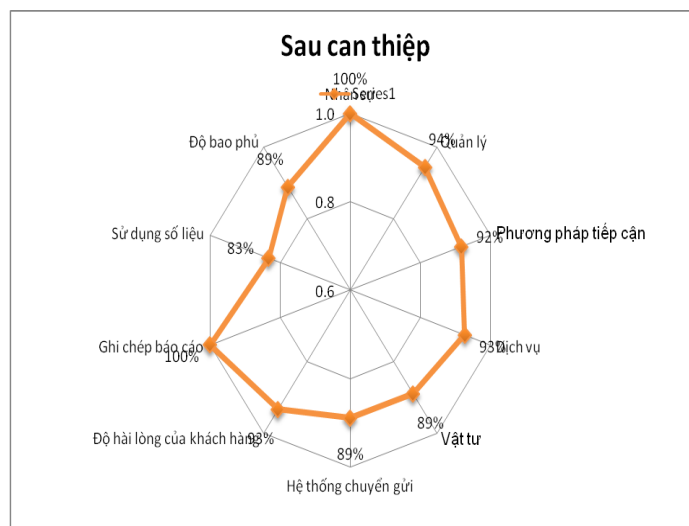 Sau can thiệp
100%
Nhân sự
Series1
1.0
94%
Quản lý
Độ bao phủ
89%
0.8
Sử dụng số liệu
83%
92%
Phương pháp tiếp cận
0.6
Ghi chép báo cáo
100%
93%
Dịch vụ
Độ hài lòng của khách hàng
93%
89%
Vật tư
89%
Hệ thống chuyển gửi